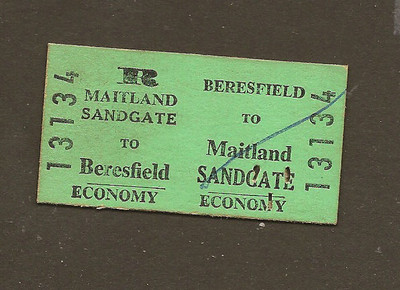 13134
R
MAITLAND
SANDGATE
TO
Beresfield
ECONOMY
BERESFIELD
TO
Maitland
SANDGATE
ECONOMY
13134